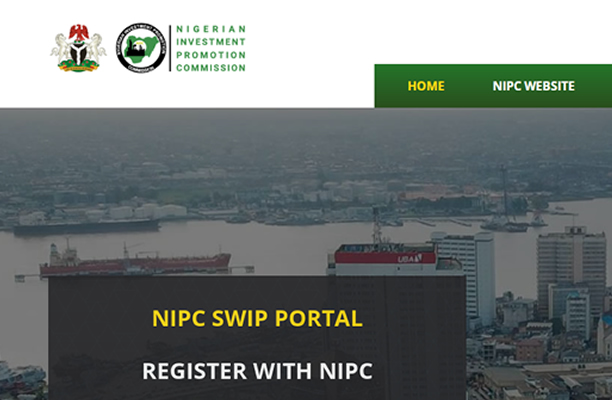 NIGERIAN
INVESTMENT
PROMOTION
COMMISSION
HOME
NIPC WEBSITE
UBA
NIPC SWIP PORTAL
REGISTER WITH NIPC